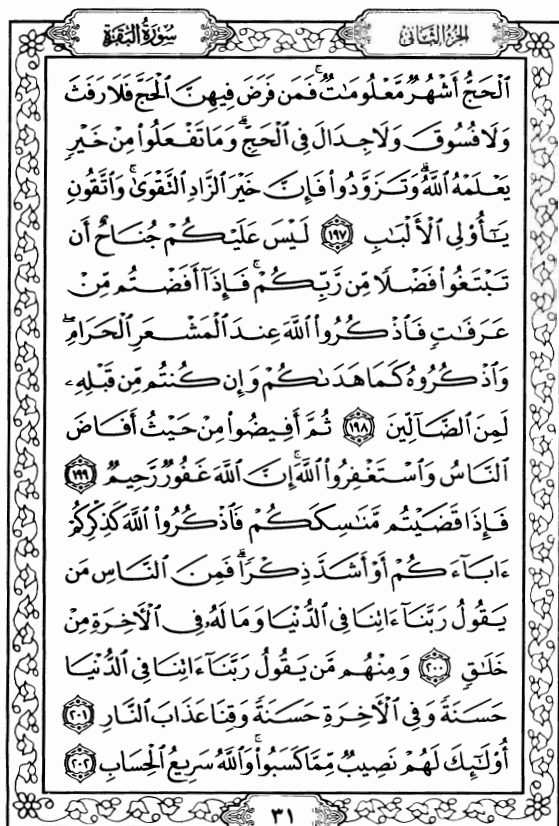 الجزء الثاني
سورة البقرة
ٱلۡحَجُّ أَشۡهُرٞ مَّعۡلُومَٰتٞۚ فَمَن فَرَضَ فِيهِنَّ ٱلۡحَجَّ فَلَا رَفَثَ
وَلَا فُسُوقَ وَلَا جِدَالَ فِي ٱلۡحَجِّۗ وَمَا تَفۡعَلُواْ مِنۡ خَيۡرٖ
يَعۡلَمۡهُ ٱللَّهُۗ وَتَزَوَّدُواْ فَإِنَّ خَيۡرَ ٱلزَّادِ ٱلتَّقۡوَىٰۖ وَٱتَّقُونِ
يَٰٓأُوْلِي ٱلۡأَلۡبَٰبِ ١٩٧ لَيۡسَ عَلَيۡكُمۡ جُنَاحٌ أَن
تَبۡتَغُواْ فَضۡلٗا مِّن رَّبِّكُمۡۚ فَإِذَآ أَفَضۡتُم مِّنۡ
عَرَفَٰتٖ فَٱذۡكُرُواْ ٱللَّهَ عِندَ ٱلۡمَشۡعَرِ ٱلۡحَرَامِۖ
وَٱذۡكُرُوهُ كَمَا هَدَىٰكُمۡ وَإِن كُنتُم مِّن قَبۡلِهِۦ
لَمِنَ ٱلضَّآلِّينَ ١٩٨ ثُمَّ أَفِيضُواْ مِنۡ حَيۡثُ أَفَاضَ
ٱلنَّاسُ وَٱسۡتَغۡفِرُواْ ٱللَّهَۚ إِنَّ ٱللَّهَ غَفُورٞ رَّحِيمٞ ١٩٩
فَإِذَا قَضَيۡتُم مَّنَٰسِكَكُمۡ فَٱذۡكُرُواْ ٱللَّهَ كَذِكۡرِكُمۡ
ءَابَآءَكُمۡ أَوۡ أَشَدَّ ذِكۡرٗاۗ فَمِنَ ٱلنَّاسِ مَن
يَقُولُ رَبَّنَآ ءَاتِنَا فِي ٱلدُّنۡيَا وَمَا لَهُۥ فِي ٱلۡأٓخِرَةِ مِنۡ
خَلَٰقٖ ٢٠٠ وَمِنۡهُم مَّن يَقُولُ رَبَّنَآ ءَاتِنَا فِي ٱلدُّنۡيَا
حَسَنَةٗ وَفِي ٱلۡأٓخِرَةِ حَسَنَةٗ وَقِنَا عَذَابَ ٱلنَّارِ ٢٠١
أُوْلَٰٓئِكَ لَهُمۡ نَصِيبٞ مِّمَّا كَسَبُواْۚ وَٱللَّهُ سَرِيعُ ٱلۡحِسَابِ ٢٠٢
٣١